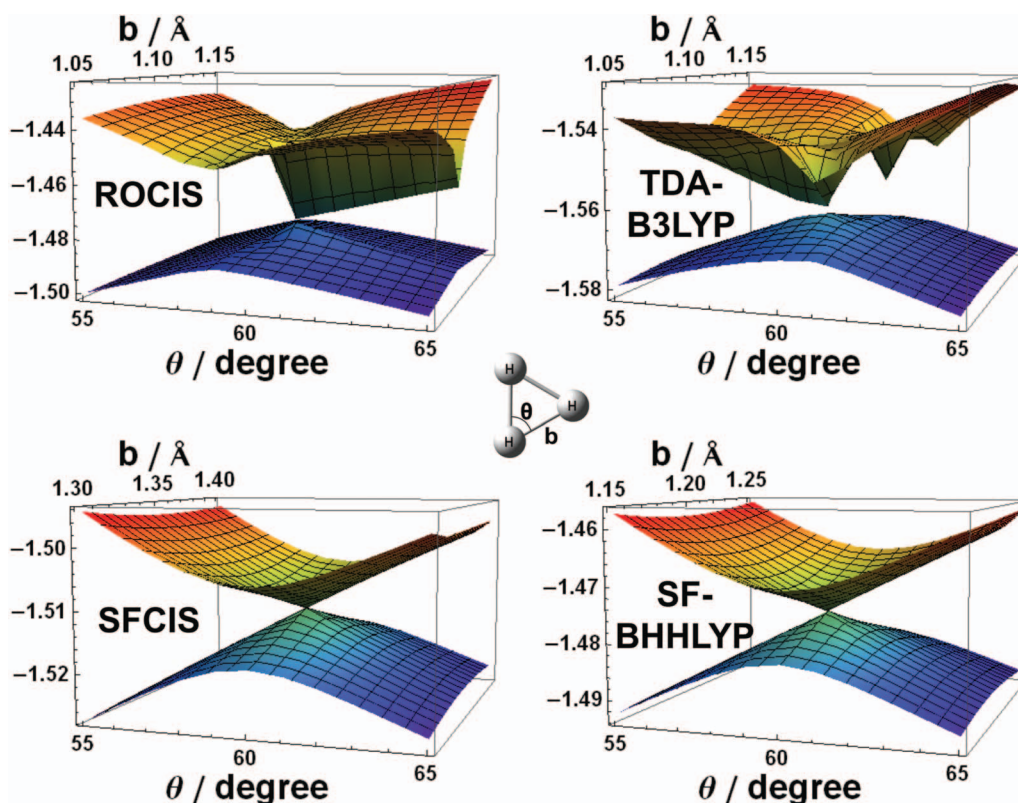 b / Å
1.05 1.10 1.15
−1.44
−1.46
−1.48
−1.50
ROCIS
55 60 65
θ / degree
b / Å
1.05 1.10 1.15
−1.54
−1.56
−1.58
TDA-
B3LYP
55 60 65
θ / degree
H
H
H
θ
b
b / Å
1.30 1.35 1.40
−1.50
−1.51
−1.52
SFCIS
55 60 65
θ / degree
b / Å
1.15 1.20 1.25
−1.46
−1.47
−1.48
−1.49
SF-
BHHLYP
55 60 65
θ / degree